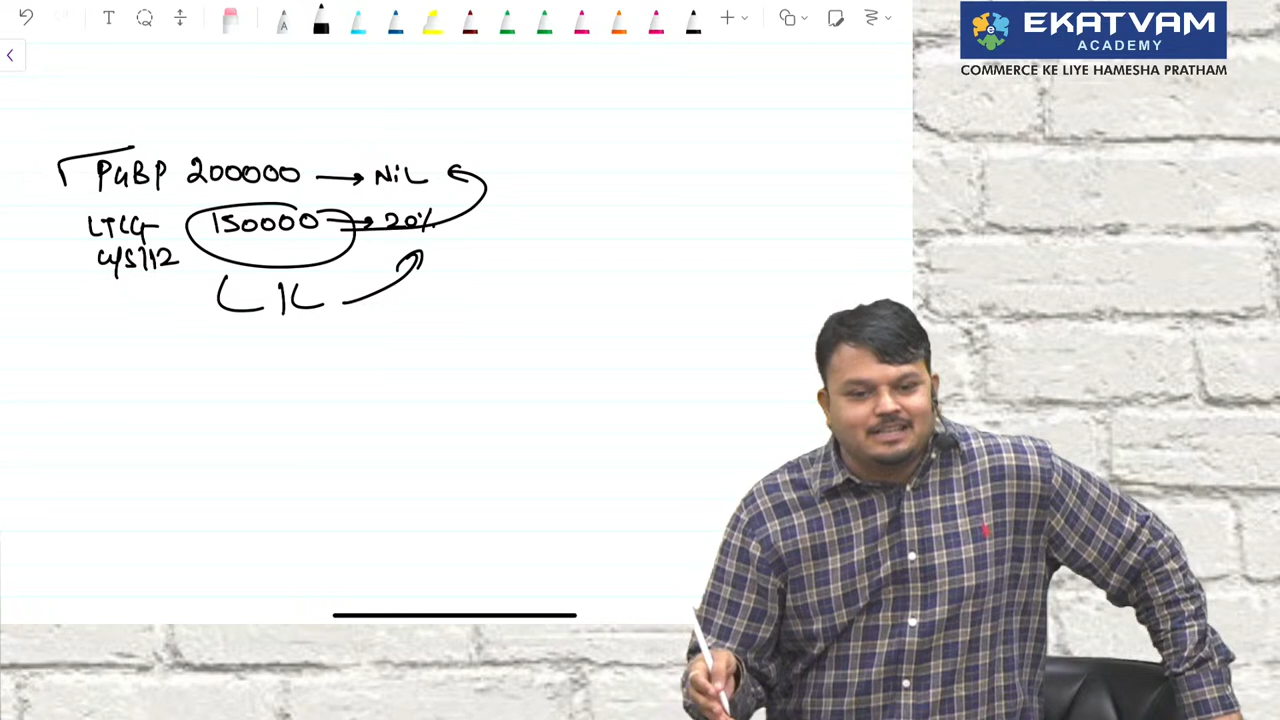 EKATVAM
ACADEMY
COMMERCE KE LIYE HAMESHA PRATHAM
PGBP 200000 → NiL
LTCG 150000 → 20%
u/s 112
1L